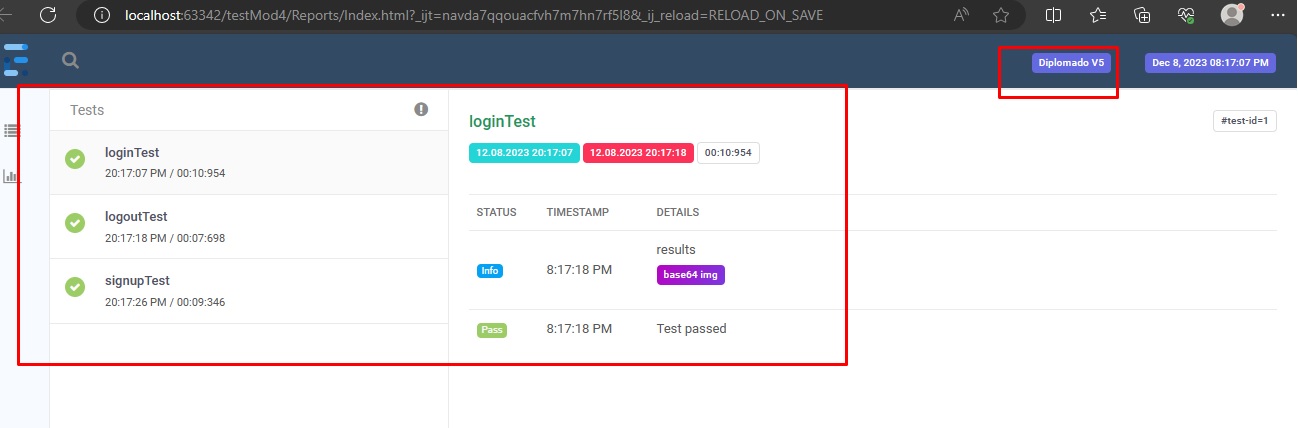 localhost:63342/testMod4/Reports/Index.html?_ijt=navda7qqouacfvh7m7hn7rf5l8&_ij_reload=RELOAD_ON_SAVE
Diplomado V5
Dec 8, 2023 08:17:07 PM
Tests
loginTest
20:17:07 PM / 00:10:954
logoutTest
20:17:18 PM / 00:07:698
signupTest
20:17:26 PM / 00:09:346
loginTest
#test-id=1
12.08.2023 20:17:07 12.08.2023 20:17:18 00:10:954
STATUS TIMESTAMP DETAILS
results
Info 8:17:18 PM
base64 img
Pass 8:17:18 PM Test passed